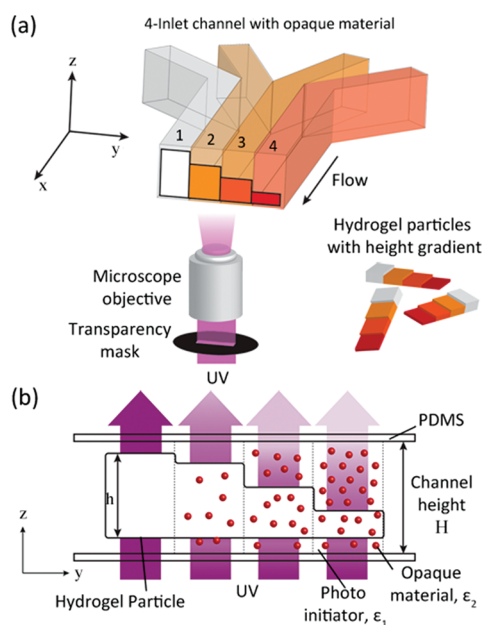 (a)
4-Inlet channel with opaque material
z
y
x
1 2 3 4
Flow
Hydrogel particles
with height gradient
Microscope
objective
Transparency
mask
UV
(b)
PDMS
h
Channel
height
H
z
y
Hydrogel Particle
UV
Photo
initiator, ε₁
Opaque
material, ε₂